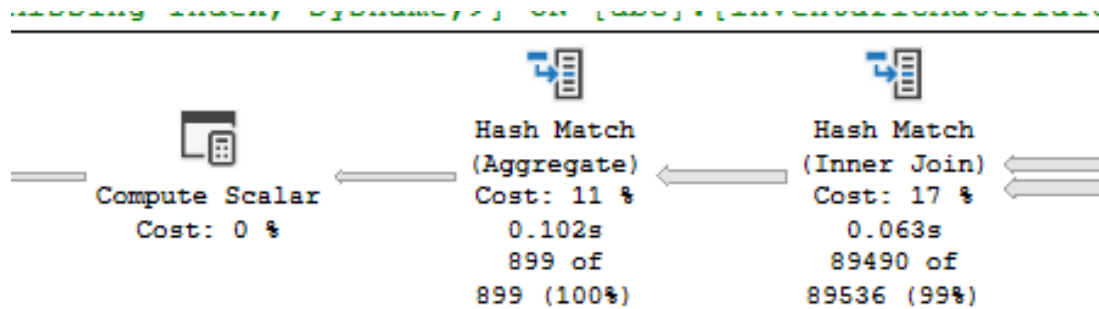 Hash Match
(Aggregate)
Cost: 11 %
0.102s
899 of
899 (100%)
Hash Match
(Inner Join)
Cost: 17 %
0.063s
89490 of
89536 (99%)
Compute Scalar
Cost: 0 %